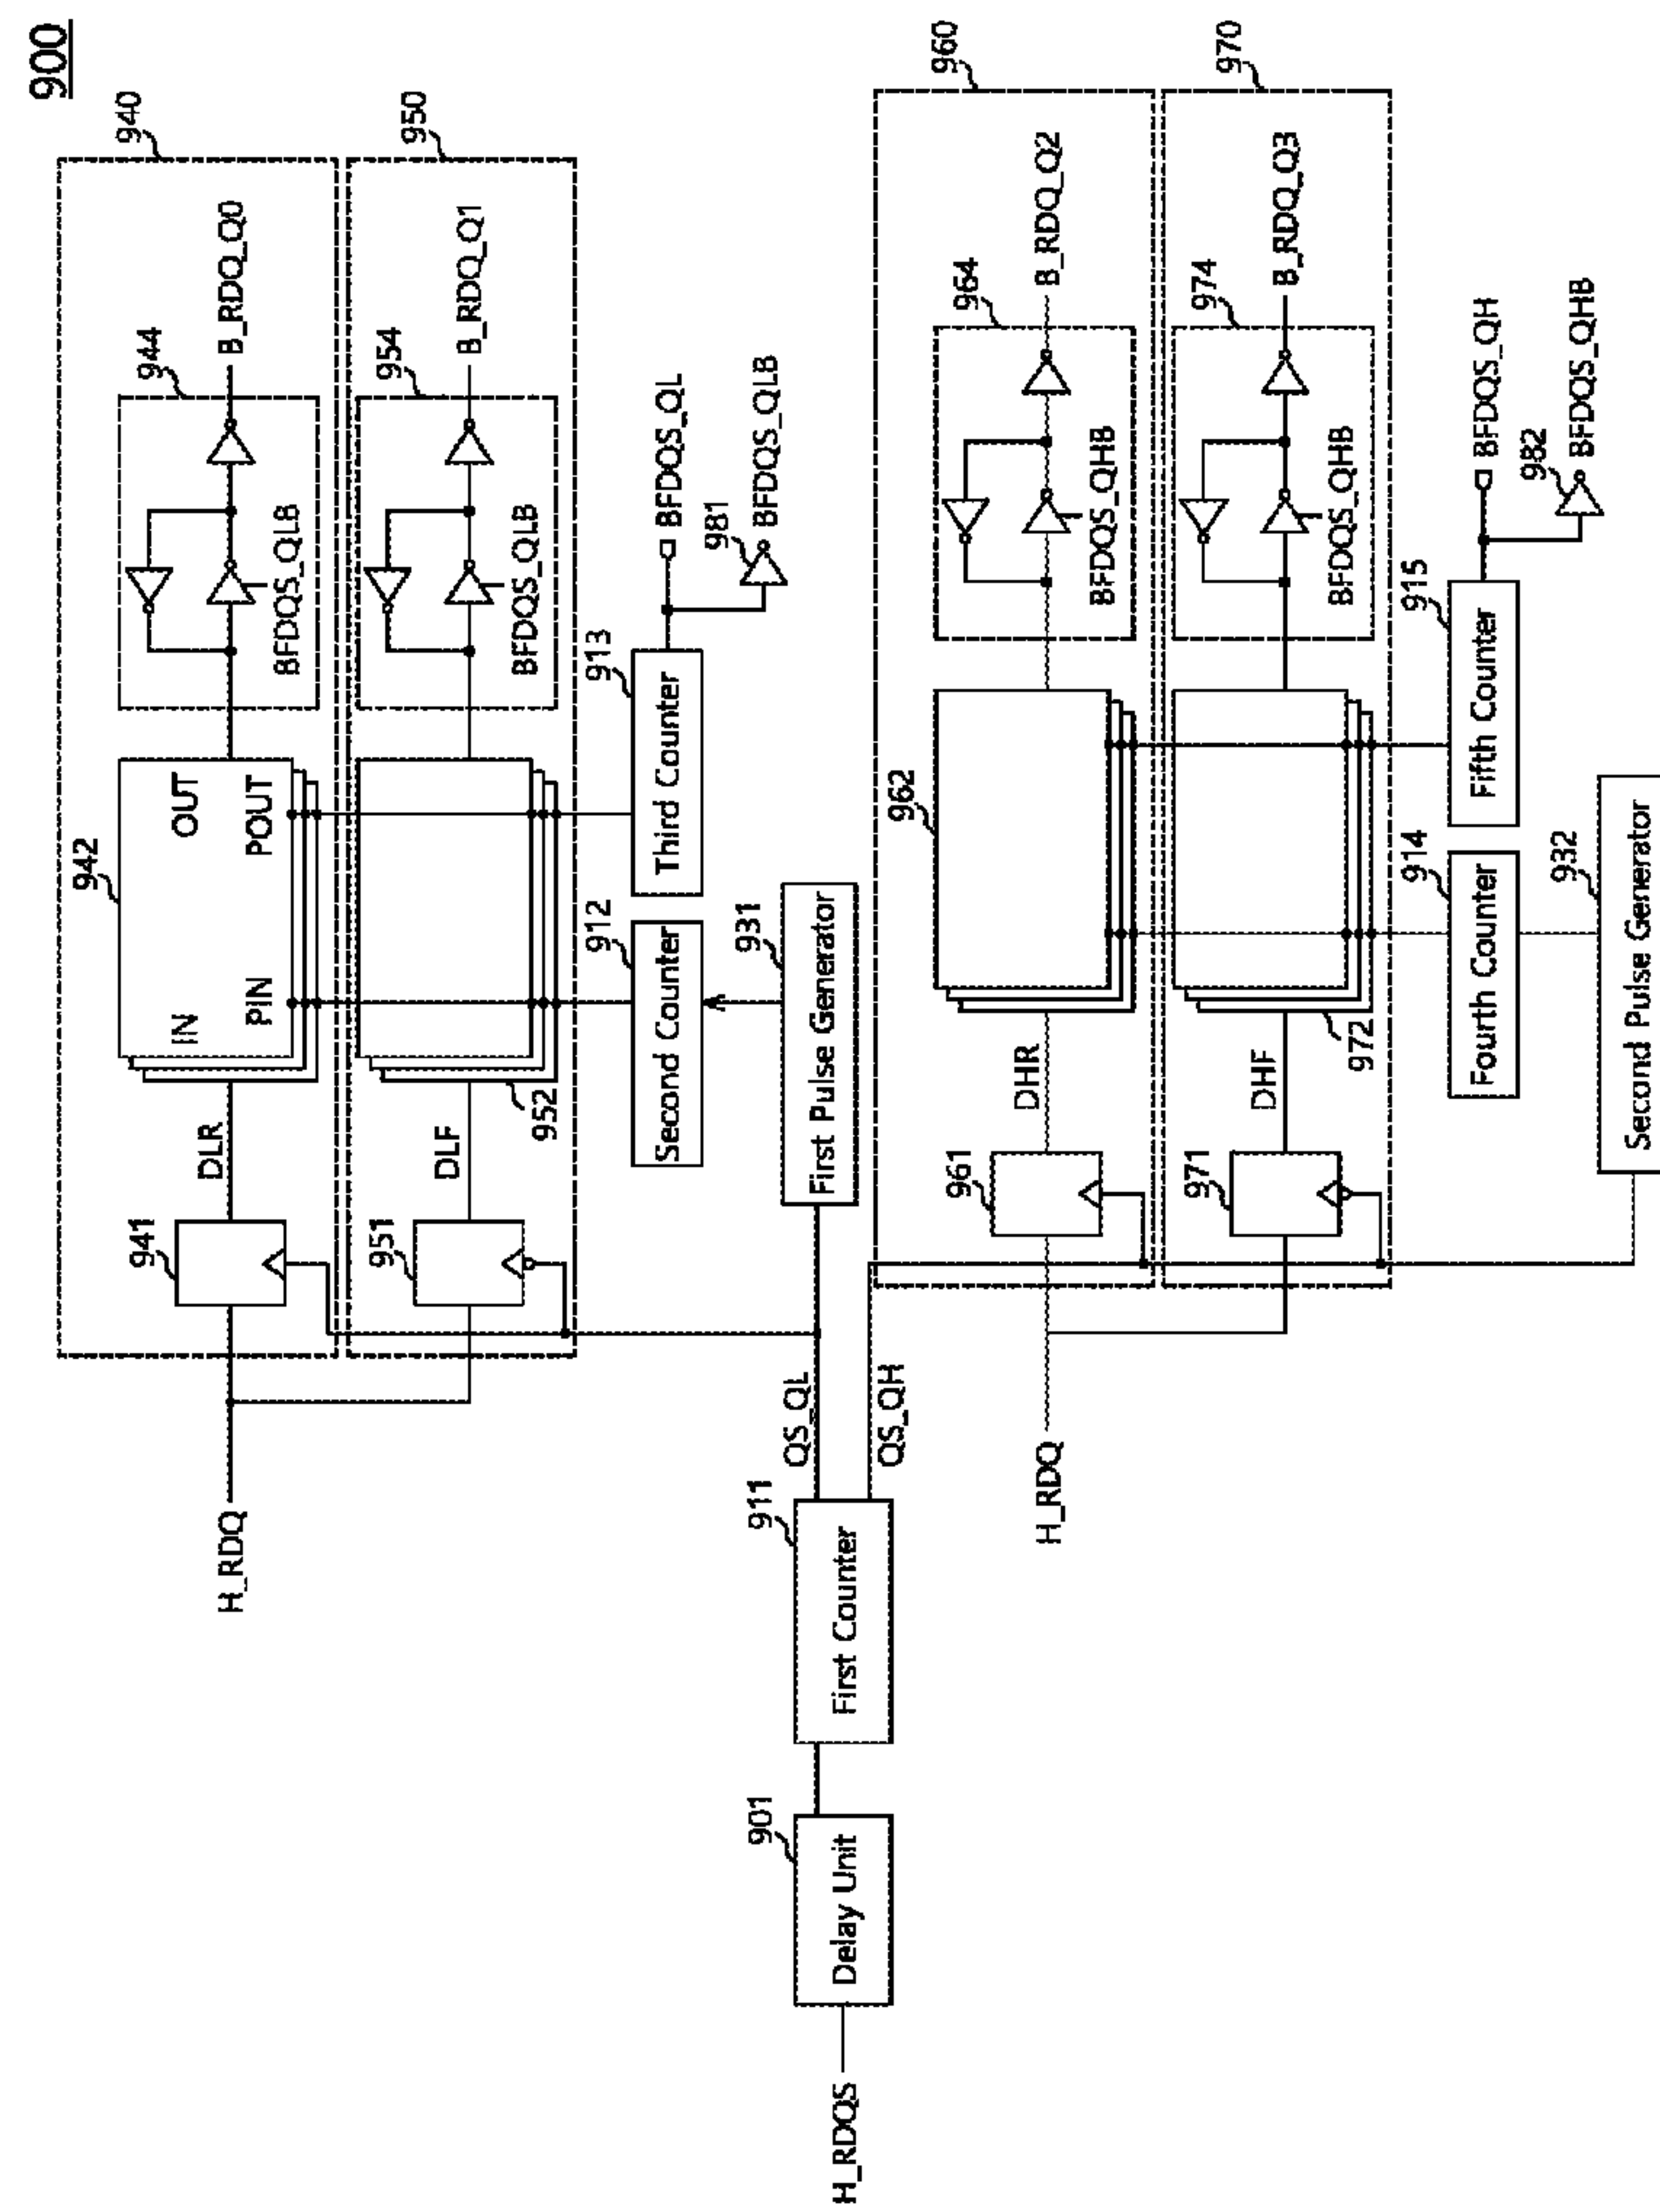 900
940
942
944
941
H_RDQ
DLR
IN
OUT
PIN
POUT
BFDQS_QLB
B_RDQ_Q0
950
954
951
DLF
952
BFDQS_QLB
B_RDQ_Q1
912
Second Counter
913
Third Counter
BFDQS_QL
981
BFDQS_QLB
931
First Pulse Generator
H_RDQS
901
Delay Unit
911
First Counter
QS_QL
QS_QH
960
962
964
961
H_RDQ
DHR
BFDQS_QHB
B_RDQ_Q2
970
974
971
DHF
972
BFDQS_QHB
B_RDQ_Q3
914
Fourth Counter
915
Fifth Counter
BFDQS_QH
982
BFDQS_QHB
932
Second Pulse Generator